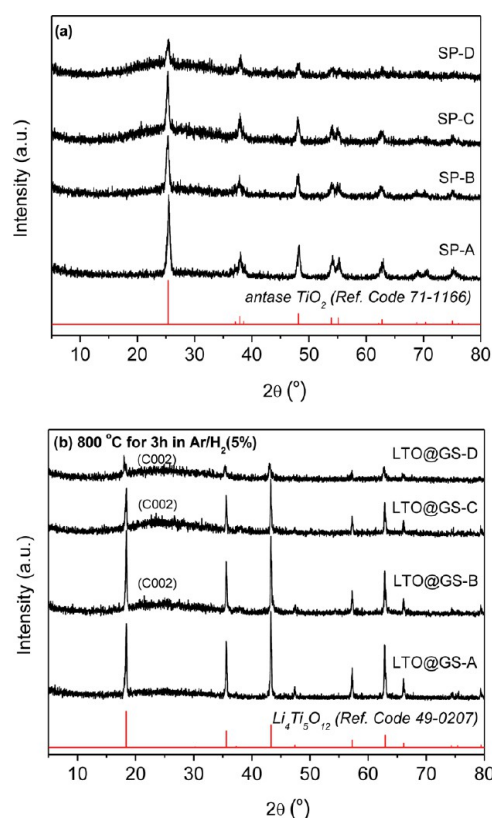 (a)
SP-D
SP-C
SP-B
SP-A
antase TiO2 (Ref. Code 71-1166)
Intensity (a.u.)
10 20 30 40 50 60 70 80
2θ (°)
(b) 800 °C for 3h in Ar/H2(5%)
(C002)
LTO@GS-D
(C002)
LTO@GS-C
(C002)
LTO@GS-B
LTO@GS-A
Li4Ti5O12 (Ref. Code 49-0207)
Intensity (a.u.)
10 20 30 40 50 60 70 80
2θ (°)